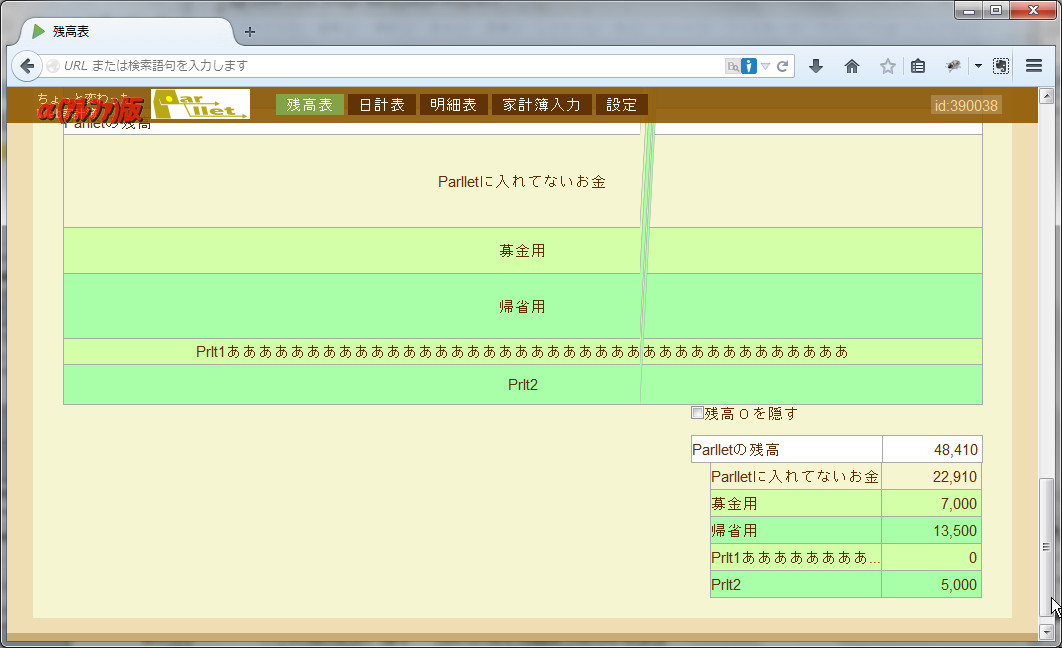 残高表
URL または検索語句を入力します
ちょっと変わった
α(アルファ)版
Parllet
残高表 日計表 明細表 家計簿入力 設定
id:390038
Parlletの残高
Parlletに入れてないお金
募金用
帰省用
Prlt1あああああああああああああああああああああああああああああああああああああああ
Prlt2
残高０を隠す
Parlletの残高 48,410
Parlletに入れてないお金 22,910
募金用 7,000
帰省用 13,500
Prlt1ああああああああ... 0
Prlt2 5,000